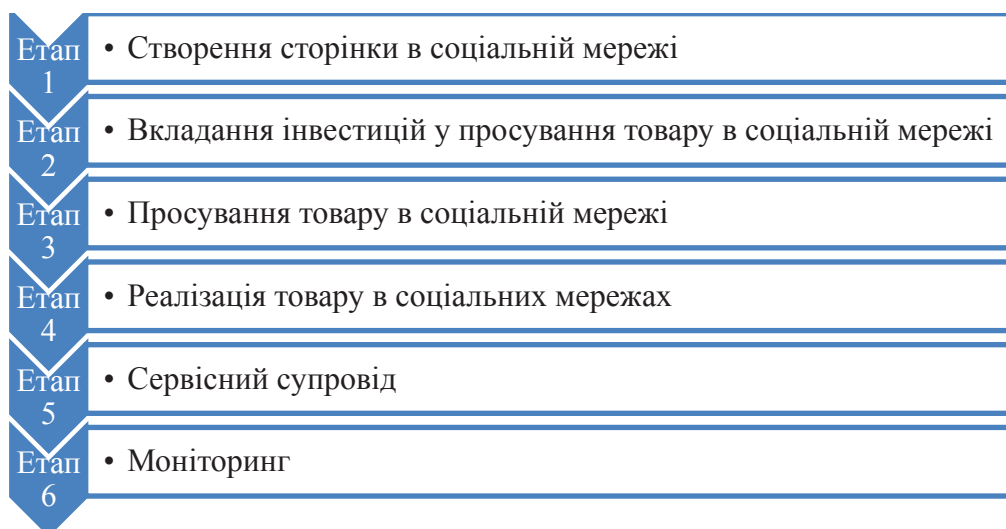 Етап
1
• Створення сторінки в соціальній мережі
Етап
2
• Вкладання інвестицій у просування товару в соціальній мережі
Етап
3
• Просування товару в соціальній мережі
Етап
4
• Реалізація товару в соціальних мережах
Етап
5
• Сервісний супровід
Етап
6
• Моніторинг